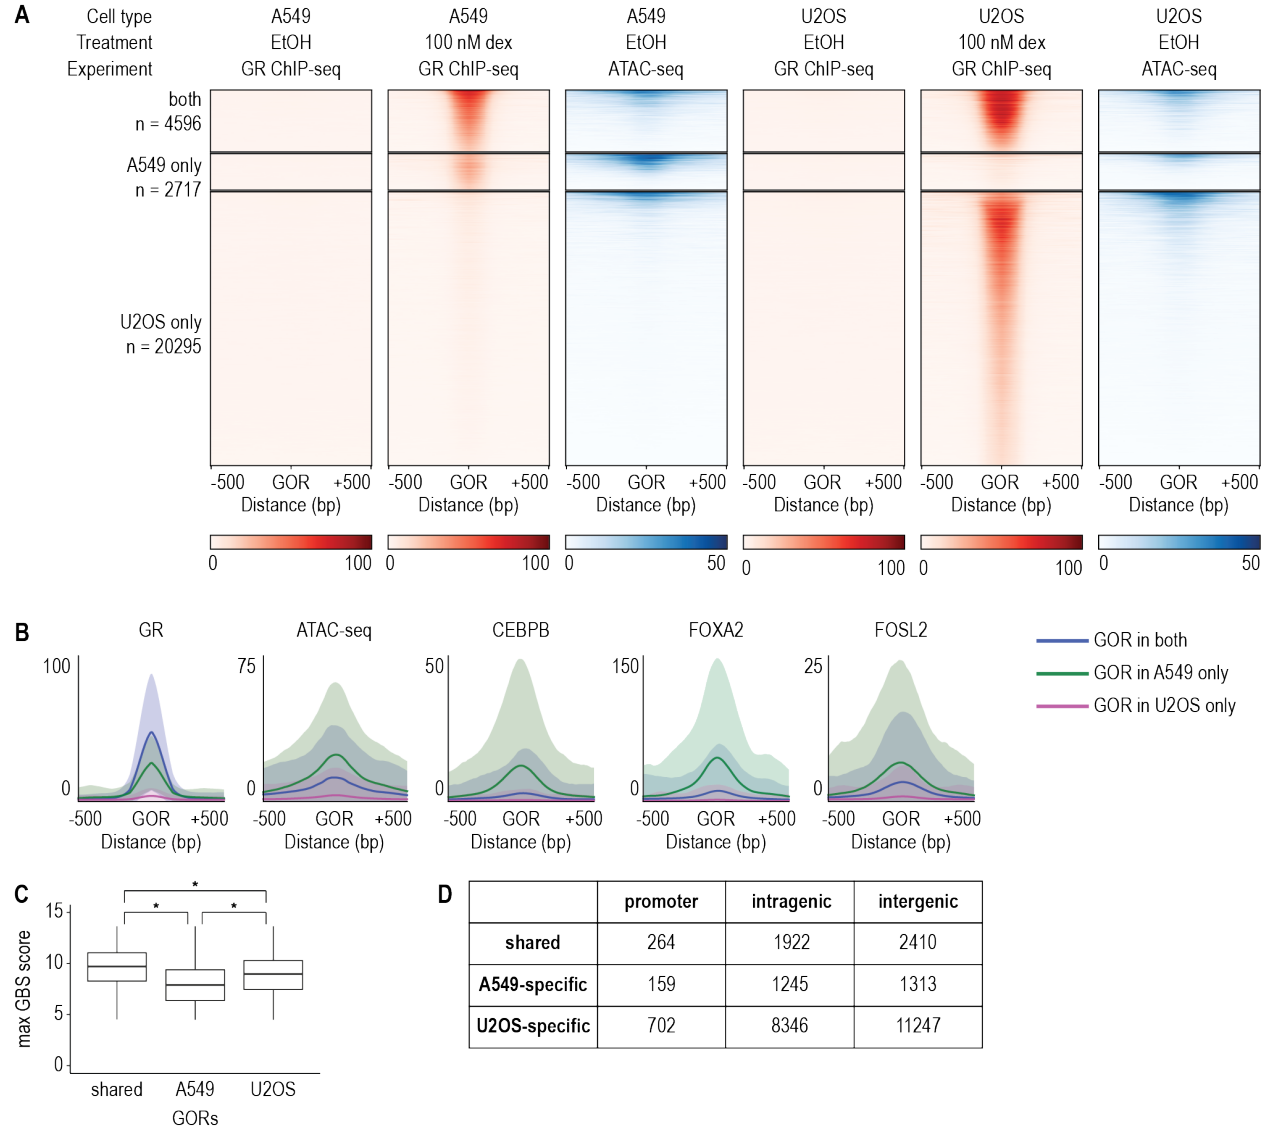 A
Cell type A549 A549 A549 U2OS U2OS U2OS
Treatment EtOH 100 nM dex EtOH EtOH 100 nM dex EtOH
Experiment GR ChIP-seq GR ChIP-seq ATAC-seq GR ChIP-seq GR ChIP-seq ATAC-seq
both
n = 4596
A549 only
n = 2717
U2OS only
n = 20295
-500 GOR +500 -500 GOR +500 -500 GOR +500 -500 GOR +500 -500 GOR +500 -500 GOR +500
Distance (bp) Distance (bp) Distance (bp) Distance (bp) Distance (bp) Distance (bp)
0 100 0 100 0 50 0 100 0 100 0 50
B
GR ATAC-seq CEBPB FOXA2 FOSL2
100 75 50 150 25
0 0 0 0 0
-500 GOR +500 -500 GOR +500 -500 GOR +500 -500 GOR +500 -500 GOR +500
Distance (bp) Distance (bp) Distance (bp) Distance (bp) Distance (bp)
GOR in both
GOR in A549 only
GOR in U2OS only
C
max GBS score
15
10
5
0
* * *
shared A549 U2OS
GORs
D
promoter intragenic intergenic
shared 264 1922 2410
A549-specific 159 1245 1313
U2OS-specific 702 8346 11247